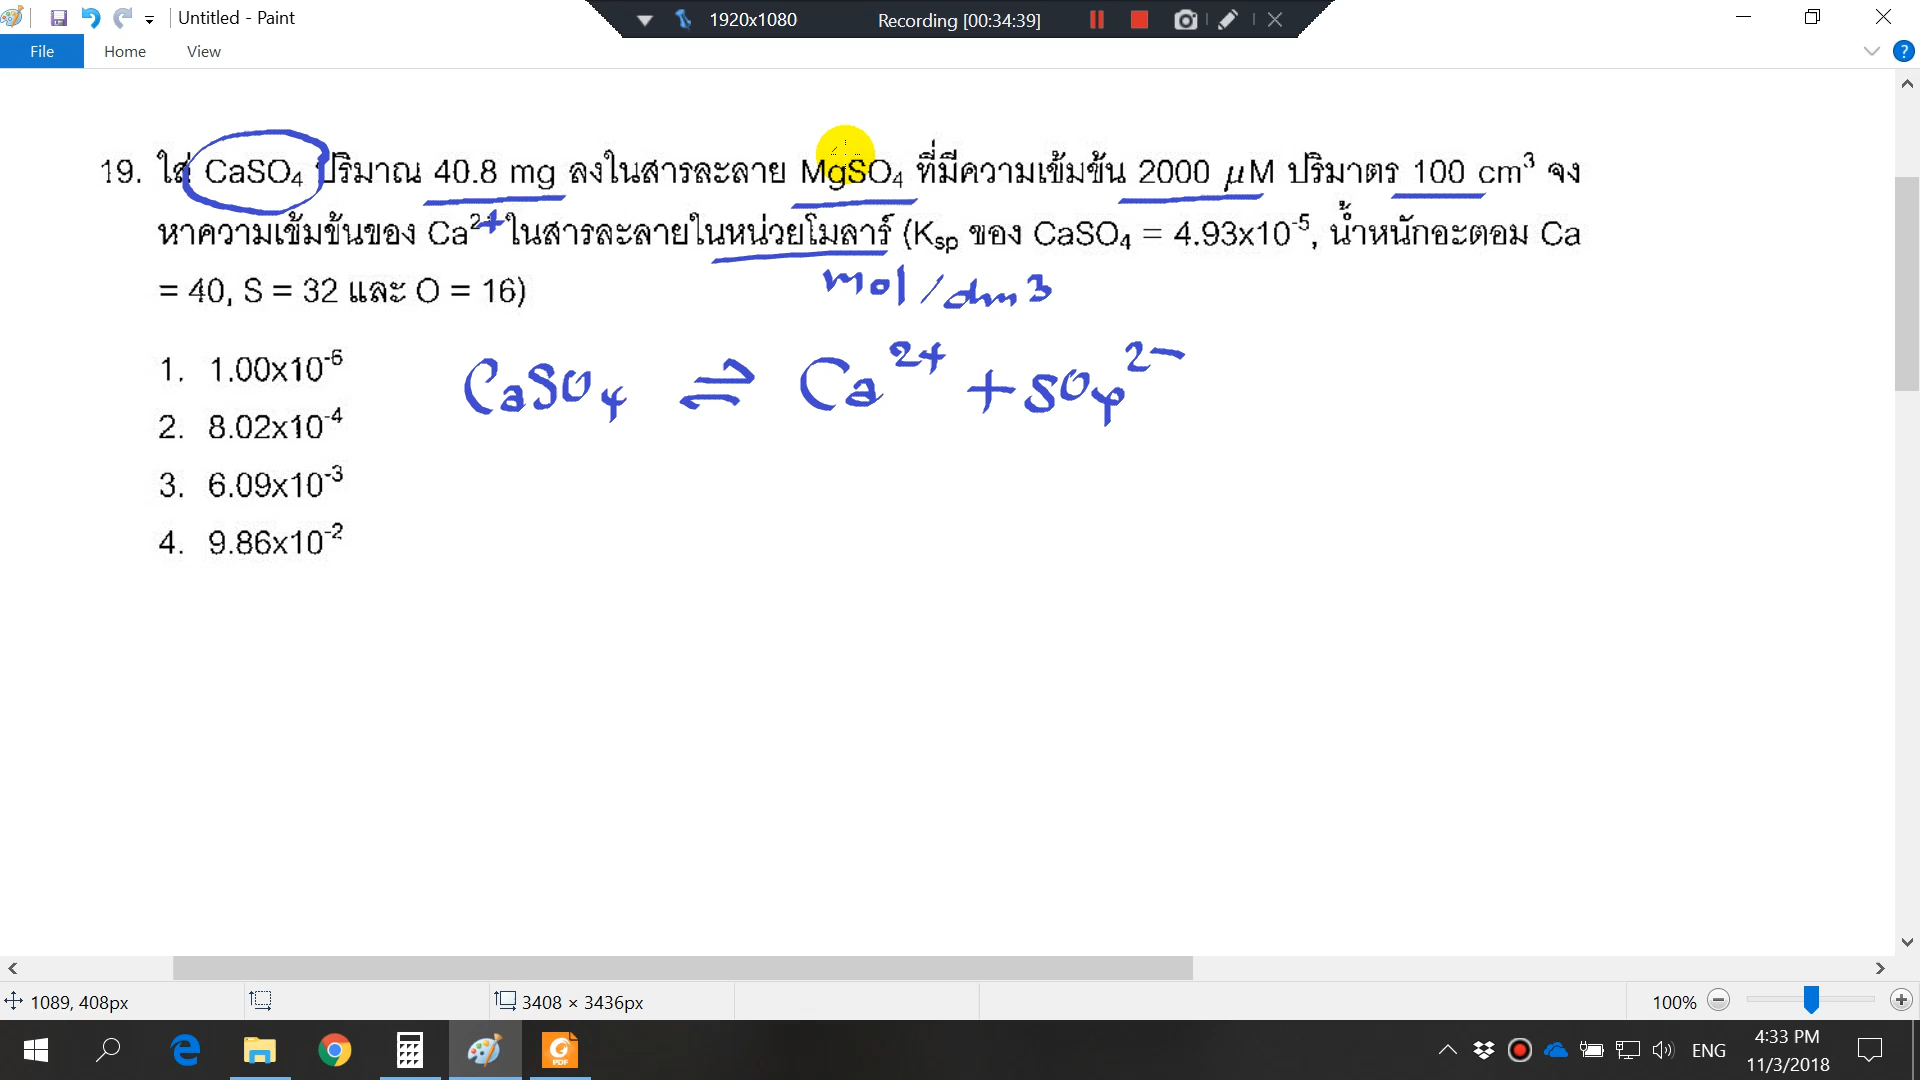 Untitled - Paint
1920x1080
Recording [00:34:39]
File Home View
19. ใส่ CaSO₄ ปริมาณ 40.8 mg ลงในสารละลาย MgSO₄ ที่มีความเข้มข้น 2000 μM ปริมาตร 100 cm³ จง
หาความเข้มข้นของ Ca²⁺ ในสารละลายในหน่วยโมลาร์ (Kₛₚ ของ CaSO₄ = 4.93x10⁻⁵, น้ำหนักอะตอม Ca
= 40, S = 32 และ O = 16)
mol/dm3
1. 1.00x10⁻⁶
CaSO₄ ⇌ Ca²⁺ + SO₄²⁻
2. 8.02x10⁻⁴
3. 6.09x10⁻³
4. 9.86x10⁻²
1089, 408px
3408 × 3436px
100%
PDF
ENG
4:33 PM
11/3/2018